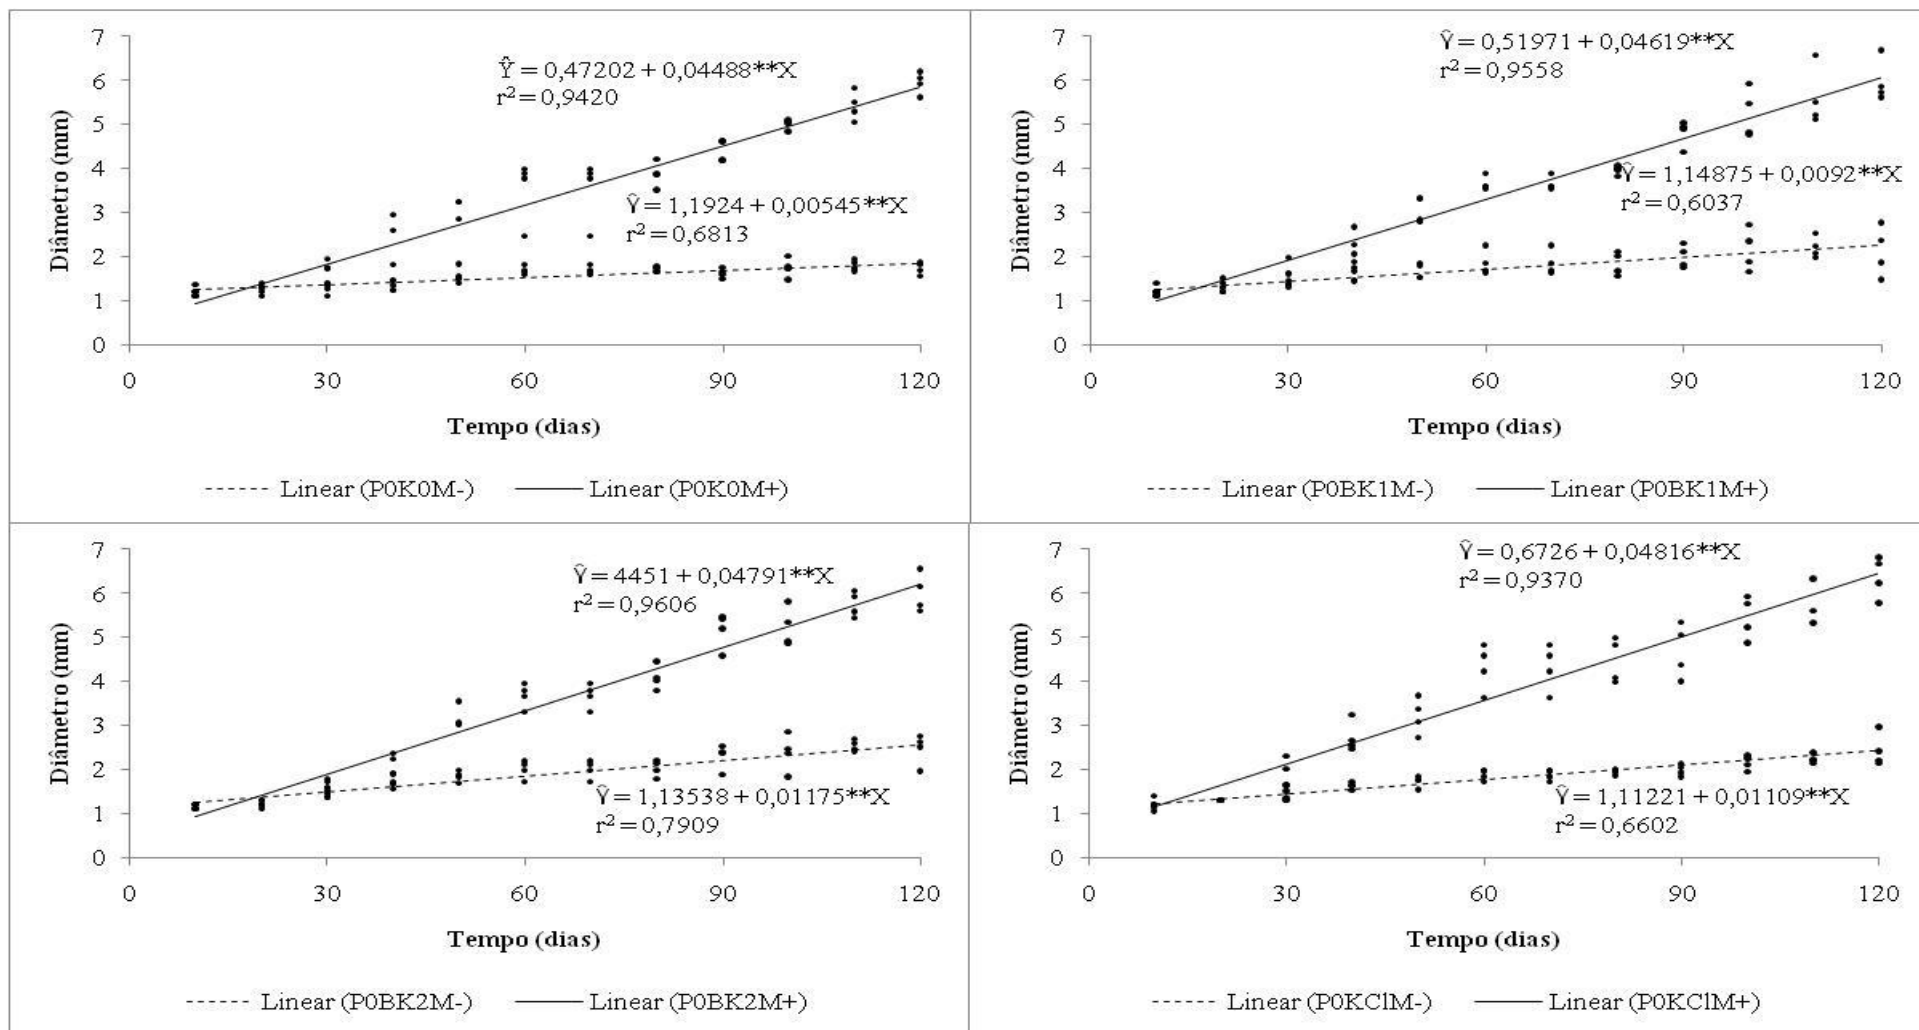 7
6
5
4
3
2
1
0
Diâmetro (mm)
Ŷ = 0,47202 + 0,04488**X
r² = 0,9420
Ŷ = 1,1924 + 0,00545**X
r² = 0,6813
0 30 60 90 120
Tempo (dias)
Linear (P0K0M-) Linear (P0K0M+)
7
6
5
4
3
2
1
0
Diâmetro (mm)
Ŷ = 0,51971 + 0,04619**X
r² = 0,9558
Ŷ = 1,14875 + 0,0092**X
r² = 0,6037
0 30 60 90 120
Tempo (dias)
Linear (P0BK1M-) Linear (P0BK1M+)
7
6
5
4
3
2
1
0
Diâmetro (mm)
Ŷ = 4451 + 0,04791**X
r² = 0,9606
Ŷ = 1,13538 + 0,01175**X
r² = 0,7909
0 30 60 90 120
Tempo (dias)
Linear (P0BK2M-) Linear (P0BK2M+)
7
6
5
4
3
2
1
0
Diâmetro (mm)
Ŷ = 0,6726 + 0,04816**X
r² = 0,9370
Ŷ = 1,11221 + 0,01109**X
r² = 0,6602
0 30 60 90 120
Tempo (dias)
Linear (P0KClM-) Linear (P0KClM+)